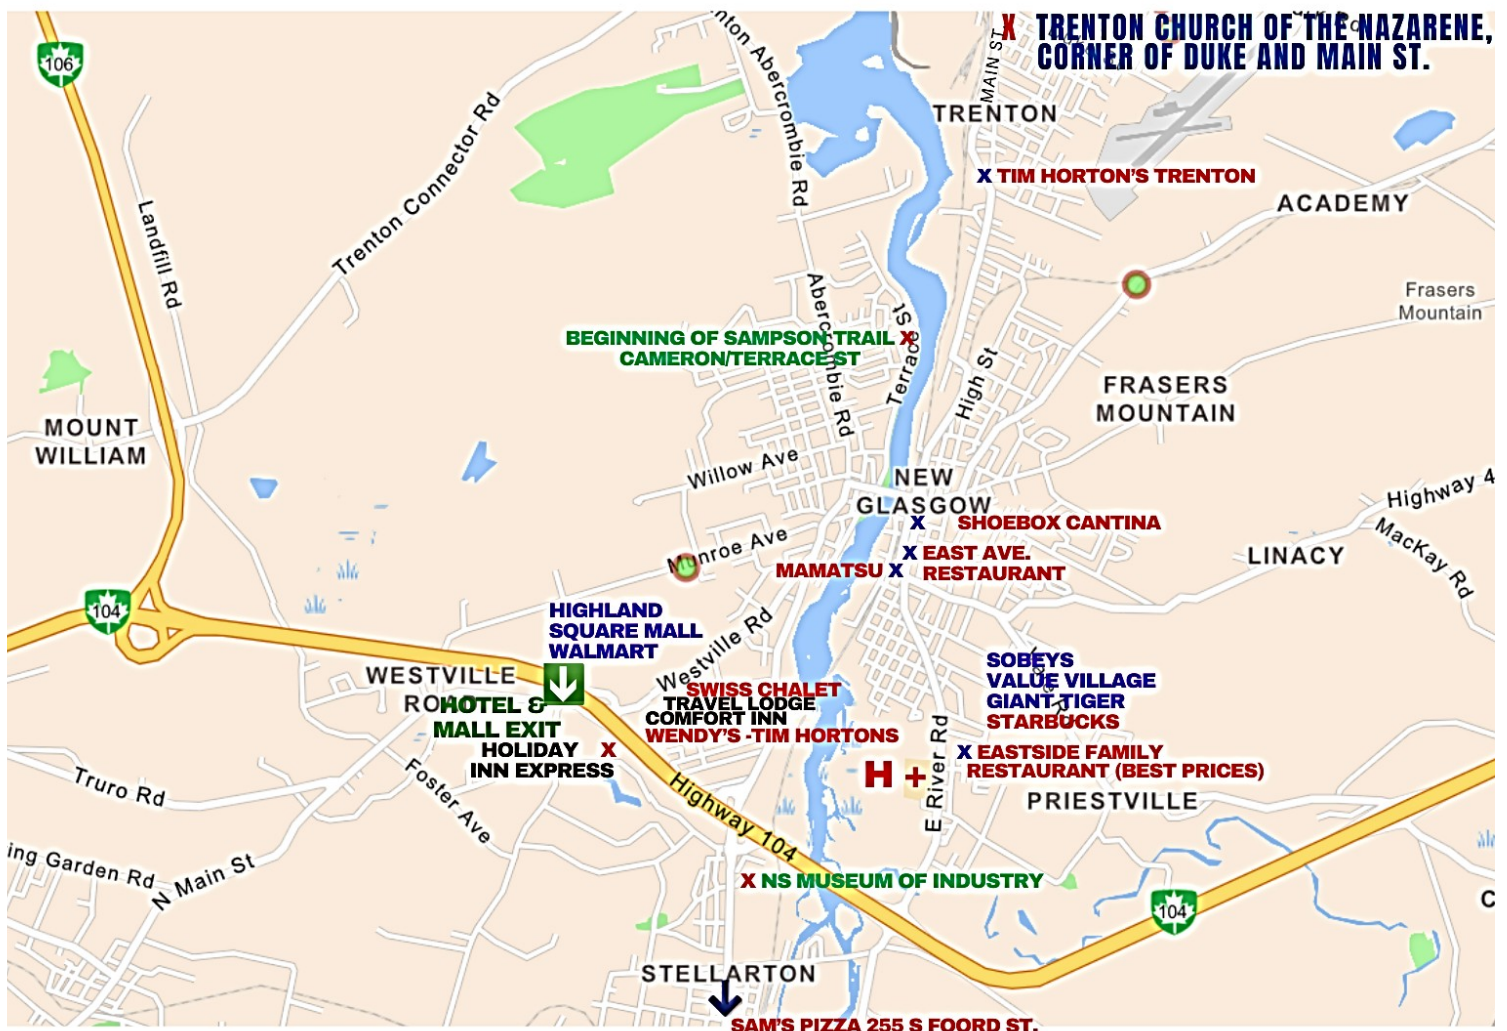 X TRENTON CHURCH OF THE NAZARENE,
CORNER OF DUKE AND MAIN ST.
106
nton Abercrombie Rd
MAIN ST
TRENTON
Trenton Connector Rd
X TIM HORTON'S TRENTON
ACADEMY
Landfill Rd
Frasers
Mountain
Abercrombie Rd
BEGINNING OF SAMPSON TRAIL X
CAMERON/TERRACE ST
Terrace St
High St
FRASERS
MOUNTAIN
MOUNT
WILLIAM
Willow Ave
NEW
GLASGOW
Highway 4
X SHOEBOX CANTINA
MacKay Rd
Munroe Ave
X EAST AVE.
RESTAURANT
MAMATSU X
LINACY
104
HIGHLAND
SQUARE MALL
WALMART
Westville Rd
WESTVILLE
ROAD
HOTEL &
MALL EXIT
SWISS CHALET
TRAVEL LODGE
COMFORT INN
WENDY'S -TIM HORTONS
SOBEYS
VALUE VILLAGE
GIANT TIGER
STARBUCKS
HOLIDAY X
INN EXPRESS
X EASTSIDE FAMILY
RESTAURANT (BEST PRICES)
H +
E River Rd
PRIESTVILLE
Truro Rd
Foster Ave
Highway 104
ing Garden Rd
N Main St
X NS MUSEUM OF INDUSTRY
104
C
STELLARTON
SAM'S PIZZA 255 S FOORD ST.